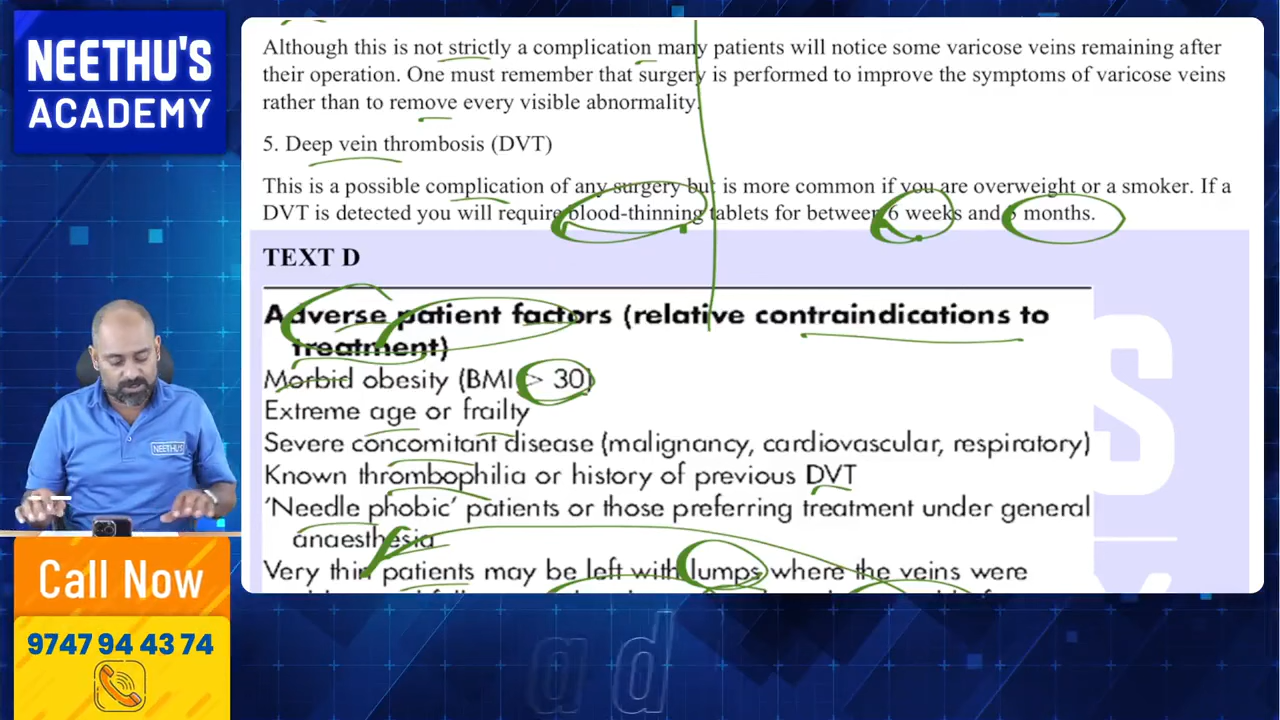 NEETHU'S
ACADEMY
Although this is not strictly a complication many patients will notice some varicose veins remaining after
their operation. One must remember that surgery is performed to improve the symptoms of varicose veins
rather than to remove every visible abnormality.
5. Deep vein thrombosis (DVT)
This is a possible complication of any surgery but is more common if you are overweight or a smoker. If a
DVT is detected you will require blood-thinning tablets for between 6 weeks and months.
TEXT D
Adverse patient factors (relative contraindications to
treatment)
Morbid obesity (BMI > 30)
Extreme age or frailty
Severe concomitant disease (malignancy, cardiovascular, respiratory)
Known thrombophilia or history of previous DVT
'Needle phobic' patients or those preferring treatment under general
anaesthesia
Very thin patients may be left with lumps where the veins were
NEETHU'S
Call Now
9747 94 43 74
ad